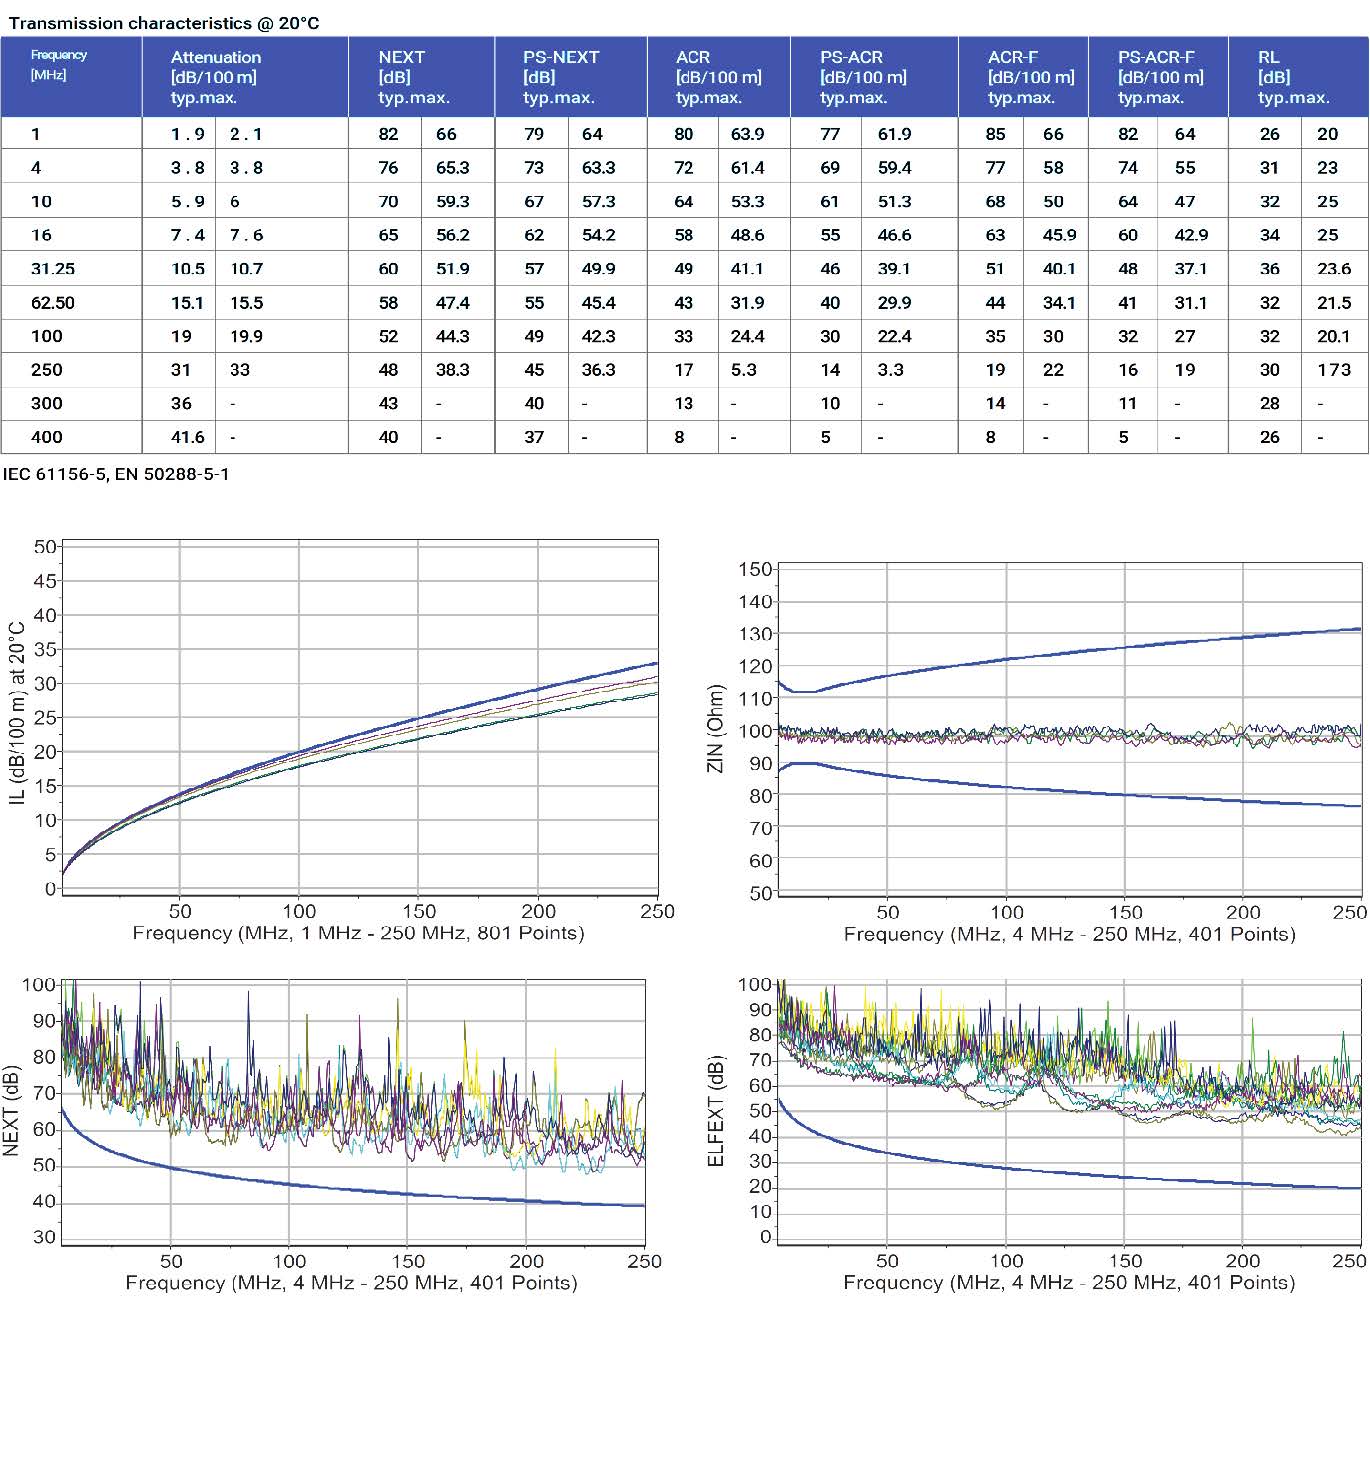 Transmission characteristics @ 20°C
Frequency [MHz] Attenuation [dB/100 m] typ.max. NEXT [dB] typ.max. PS-NEXT [dB] typ.max. ACR [dB/100 m] typ.max. PS-ACR [dB/100 m] typ.max. ACR-F [dB/100 m] typ.max. PS-ACR-F [dB/100 m] typ.max. RL [dB] typ.max.
1 1 . 9 2 . 1 82 66 79 64 80 63.9 77 61.9 85 66 82 64 26 20
4 3 . 8 3 . 8 76 65.3 73 63.3 72 61.4 69 59.4 77 58 74 55 31 23
10 5 . 9 6 70 59.3 67 57.3 64 53.3 61 51.3 68 50 64 47 32 25
16 7 . 4 7 . 6 65 56.2 62 54.2 58 48.6 55 46.6 63 45.9 60 42.9 34 25
31.25 10.5 10.7 60 51.9 57 49.9 49 41.1 46 39.1 51 40.1 48 37.1 36 23.6
62.50 15.1 15.5 58 47.4 55 45.4 43 31.9 40 29.9 44 34.1 41 31.1 32 21.5
100 19 19.9 52 44.3 49 42.3 33 24.4 30 22.4 35 30 32 27 32 20.1
250 31 33 48 38.3 45 36.3 17 5.3 14 3.3 19 22 16 19 30 173
300 36 - 43 - 40 - 13 - 10 - 14 - 11 - 28 -
400 41.6 - 40 - 37 - 8 - 5 - 8 - 5 - 26 -
IEC 61156-5, EN 50288-5-1
IL (dB/100 m) at 20°C
50
45
40
35
30
25
20
15
10
5
0
50 100 150 200 250
Frequency (MHz, 1 MHz - 250 MHz, 801 Points)
ZIN (Ohm)
150
140
130
120
110
100
90
80
70
60
50
50 100 150 200 250
Frequency (MHz, 4 MHz - 250 MHz, 401 Points)
NEXT (dB)
100
90
80
70
60
50
40
30
50 100 150 200 250
Frequency (MHz, 4 MHz - 250 MHz, 401 Points)
ELFEXT (dB)
100
90
80
70
60
50
40
30
20
10
0
50 100 150 200 250
Frequency (MHz, 4 MHz - 250 MHz, 401 Points)